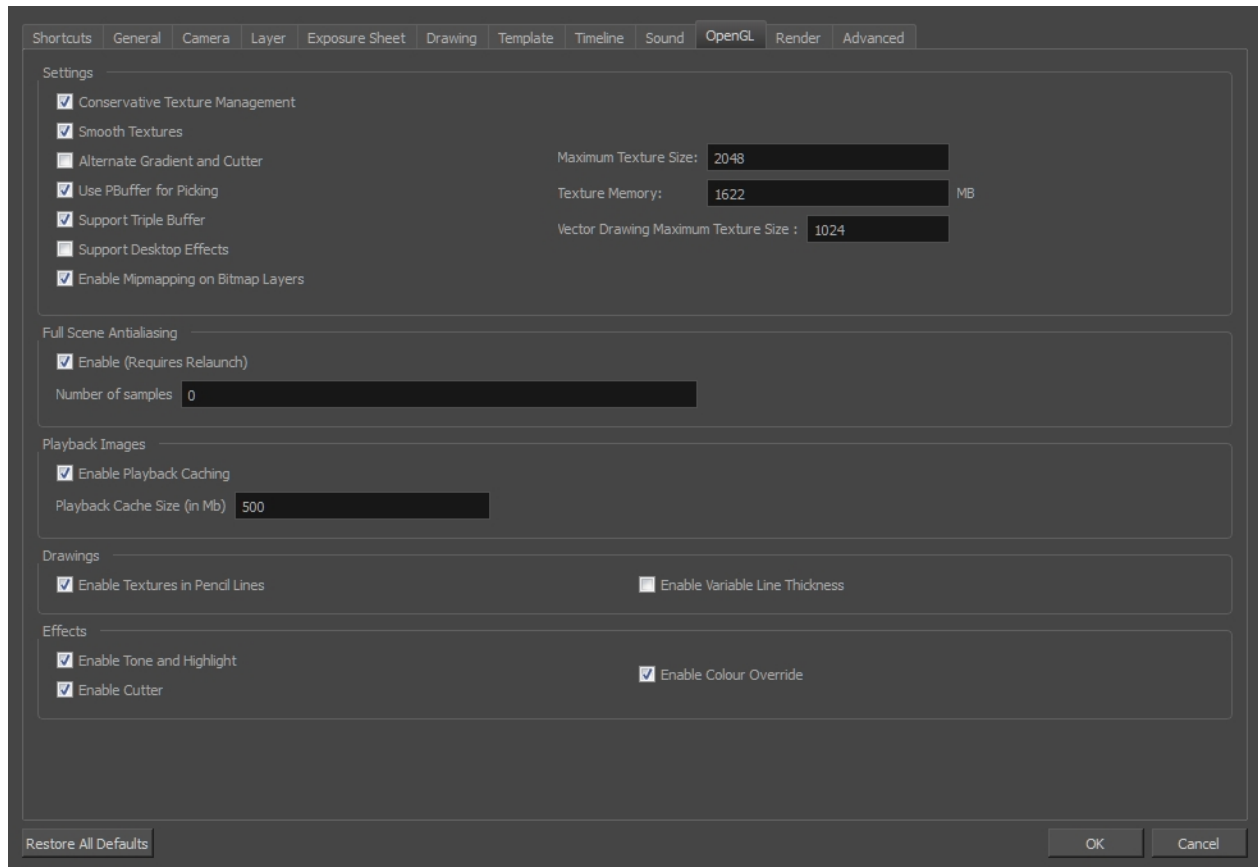 Shortcuts General Camera Layer Exposure Sheet Drawing Template Timeline Sound OpenGL Render Advanced
Settings
Conservative Texture Management
Smooth Textures
Alternate Gradient and Cutter
Maximum Texture Size: 2048
Use PBuffer for Picking
Texture Memory: 1622 MB
Support Triple Buffer
Vector Drawing Maximum Texture Size : 1024
Support Desktop Effects
Enable Mipmapping on Bitmap Layers
Full Scene Antialiasing
Enable (Requires Relaunch)
Number of samples 0
Playback Images
Enable Playback Caching
Playback Cache Size (in Mb) 500
Drawings
Enable Textures in Pencil Lines Enable Variable Line Thickness
Effects
Enable Tone and Highlight
Enable Colour Override
Enable Cutter
Restore All Defaults OK Cancel